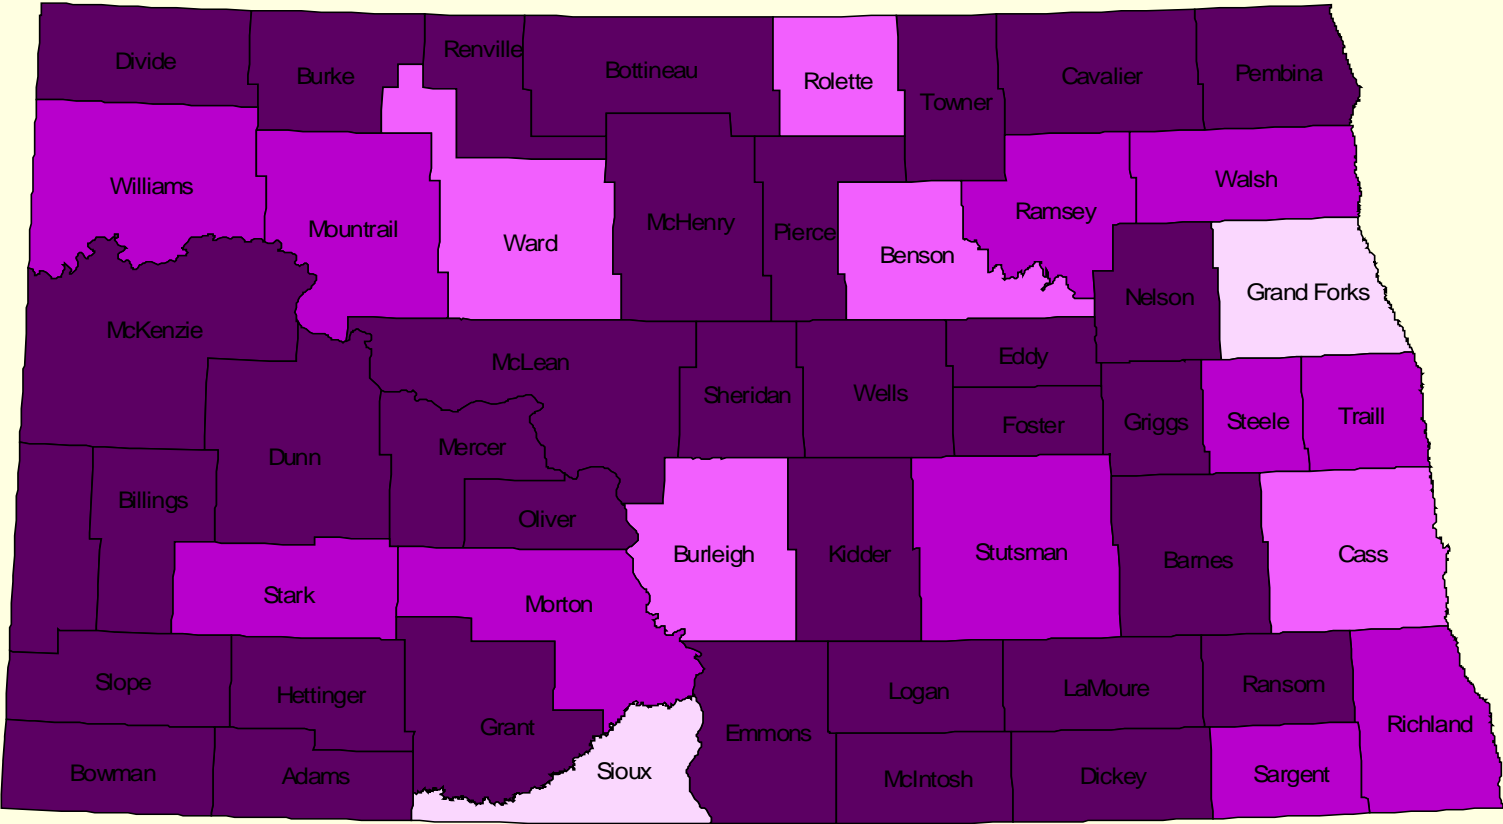 Divide
Burke
Renville
Bottineau
Rolette
Towner
Cavalier
Pembina
Williams
Mountrail
Ward
McHenry
Pierce
Benson
Ramsey
Walsh
Nelson
Grand Forks
McKenzie
McLean
Sheridan
Wells
Eddy
Foster
Griggs
Steele
Traill
Dunn
Mercer
Billings
Oliver
Burleigh
Kidder
Stutsman
Barnes
Cass
Stark
Morton
Slope
Hettinger
Grant
Emmons
Logan
LaMoure
Ransom
Richland
Bowman
Adams
Sioux
McIntosh
Dickey
Sargent